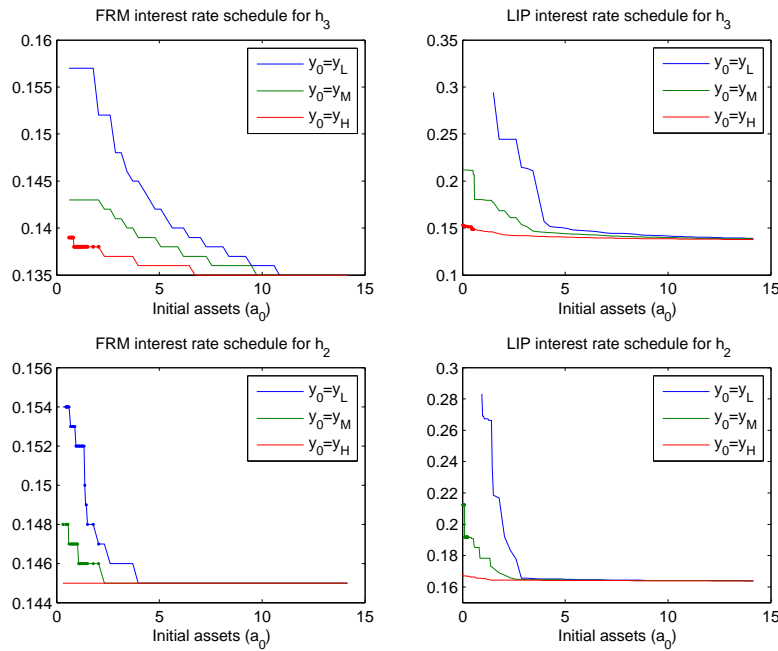 FRM interest rate schedule for h3
0.16
0.155
0.15
0.145
0.14
0.135
0 5 10 15
Initial assets (a0)
y0=yL
y0=yM
y0=yH
LIP interest rate schedule for h3
0.35
0.3
0.25
0.2
0.15
0.1
0 5 10 15
Initial assets (a0)
y0=yL
y0=yM
y0=yH
FRM interest rate schedule for h2
0.156
0.154
0.152
0.15
0.148
0.146
0.144
0 5 10 15
Initial assets (a0)
y0=yL
y0=yM
y0=yH
LIP interest rate schedule for h2
0.3
0.28
0.26
0.24
0.22
0.2
0.18
0.16
0 5 10 15
Initial assets (a0)
y0=yL
y0=yM
y0=yH